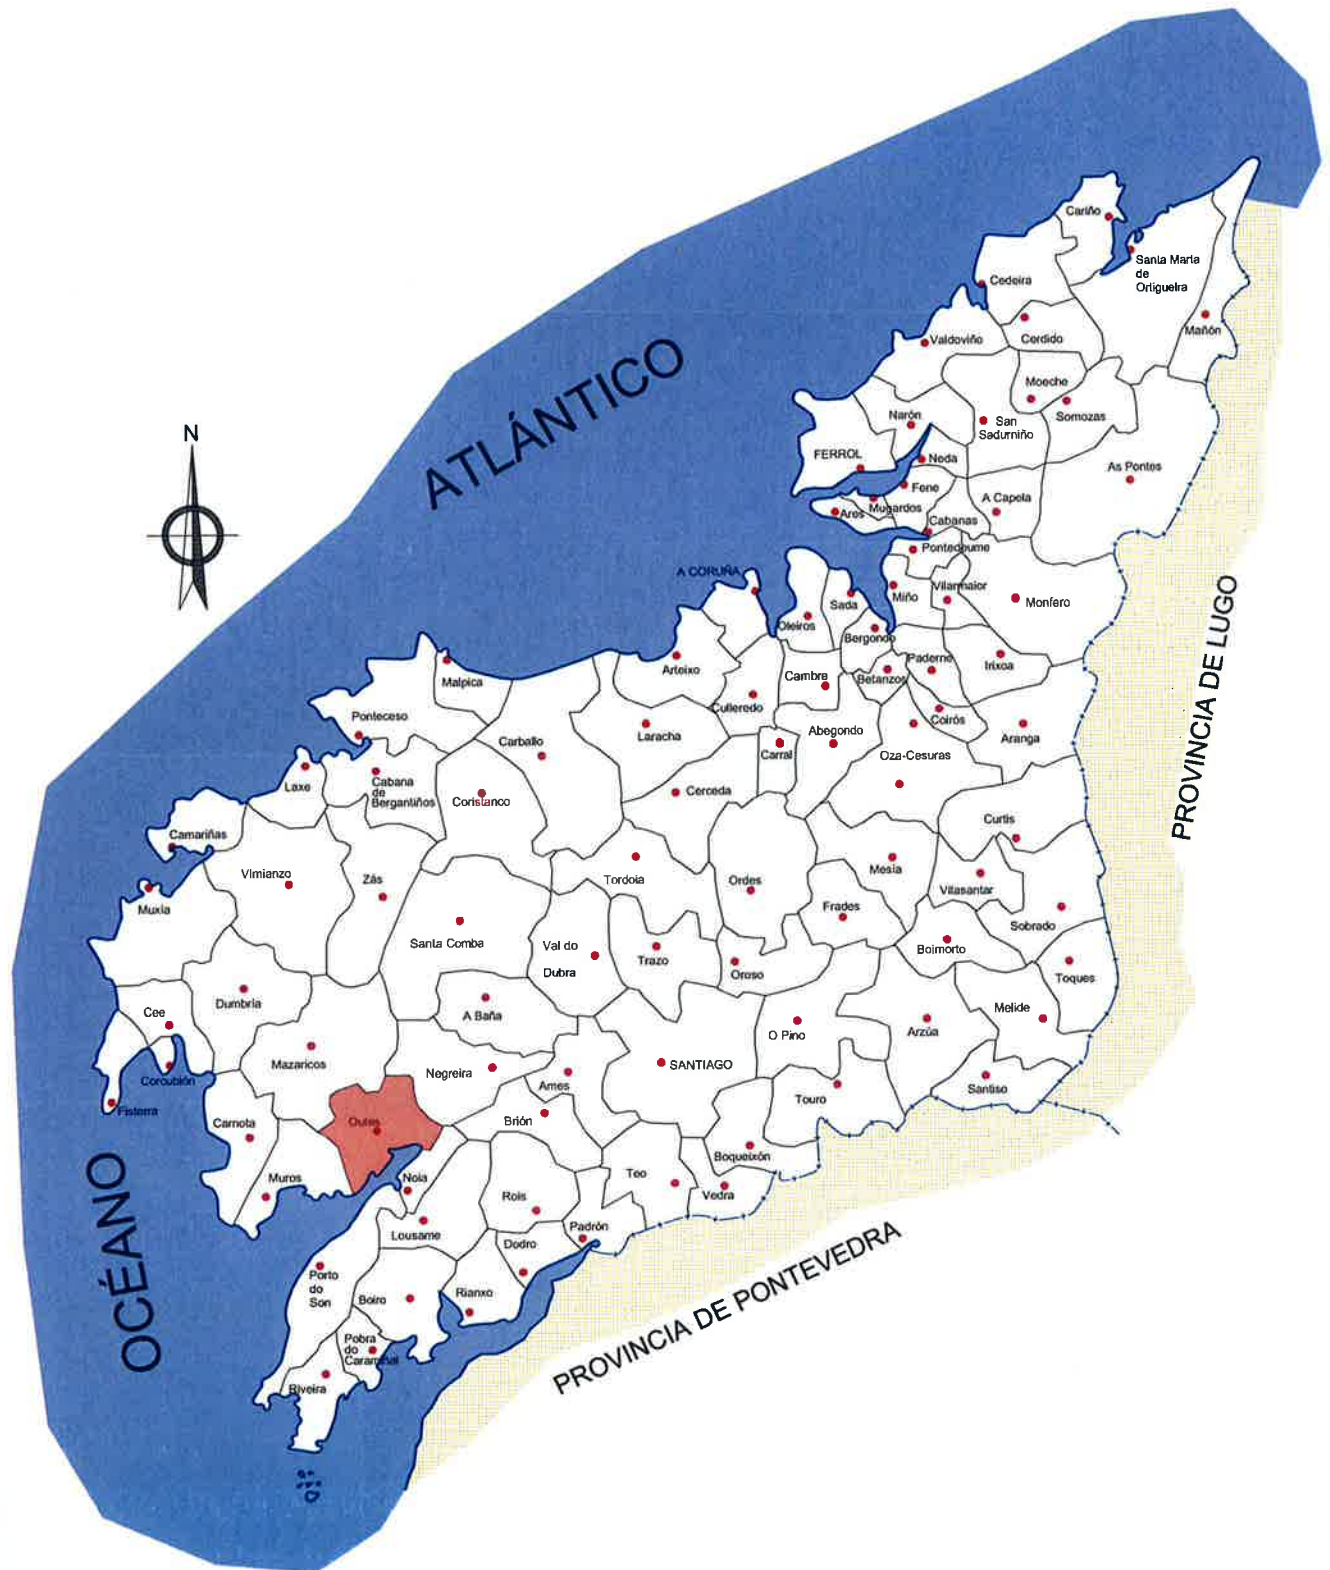 Cariño
Santa Marta
de
Ortigueira
Cedeira
Mañón
Cerdido
Valdoviño
Moeche
Somozas
Narón
San
Sadurniño
FERROL
Neda
As Pontes
Fene
A Capela
Mugardos
Ares
Cabanas
Pontedeume
N
ATLÁNTICO
A CORUÑA
Sada
Miño
Vilarmaior
Monfero
Oleiros
Bergondo
Arteixo
Cambre
Betanzos
Paderne
Irixoa
Malpica
Culleredo
Coirós
Ponteceso
Carballo
Laracha
Abegondo
Aranga
Carral
Oza-Cesuras
Laxe
Cabana
de
Bergantiños
Coristanco
Cerceda
PROVINCIA DE LUGO
Camariñas
Curtis
Vimianzo
Zás
Tordoia
Ordes
Mesía
Vilasantar
Muxía
Frades
Sobrado
Santa Comba
Val do
Dubra
Trazo
Oroso
Boimorto
Toques
Dumbría
Cee
A Baña
O Pino
Arzúa
Melide
Mazaricos
Negreira
SANTIAGO
Corcubión
Ames
Santiso
Fisterra
Touro
Carnota
Outes
Brión
Boqueixón
Muros
Noia
Teo
Vedra
Rois
Lousame
Padrón
Dodro
OCÉANO
Porto
do
Son
Boiro
Rianxo
PROVINCIA DE PONTEVEDRA
Pobra
do
Caramiñal
Riveira